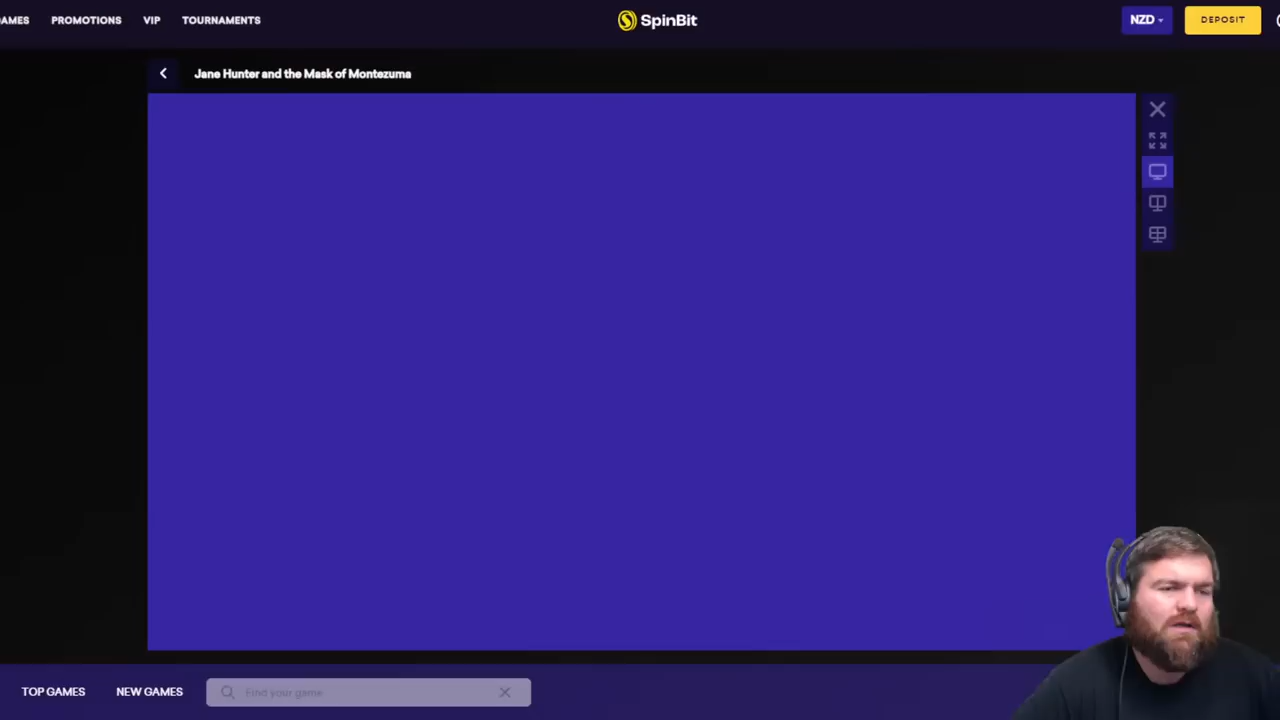 AMES PROMOTIONS VIP TOURNAMENTS SpinBit NZD DEPOSIT
Jane Hunter and the Mask of Montezuma
TOP GAMES NEW GAMES Find your game